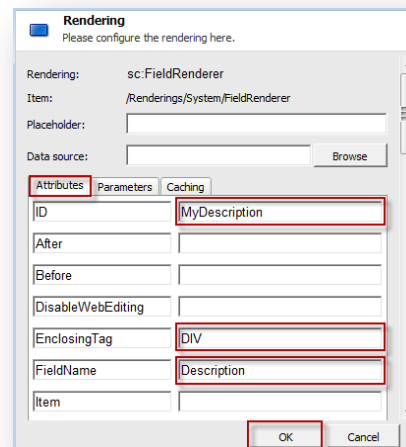 Rendering
Please configure the rendering here.
Rendering: sc:FieldRenderer
Item: /Renderings/System/FieldRenderer
Placeholder:
Data source: Browse
Attributes Parameters Caching
ID MyDescription
After
Before
DisableWebEditing
EnclosingTag DIV
FieldName Description
Item
OK Cancel